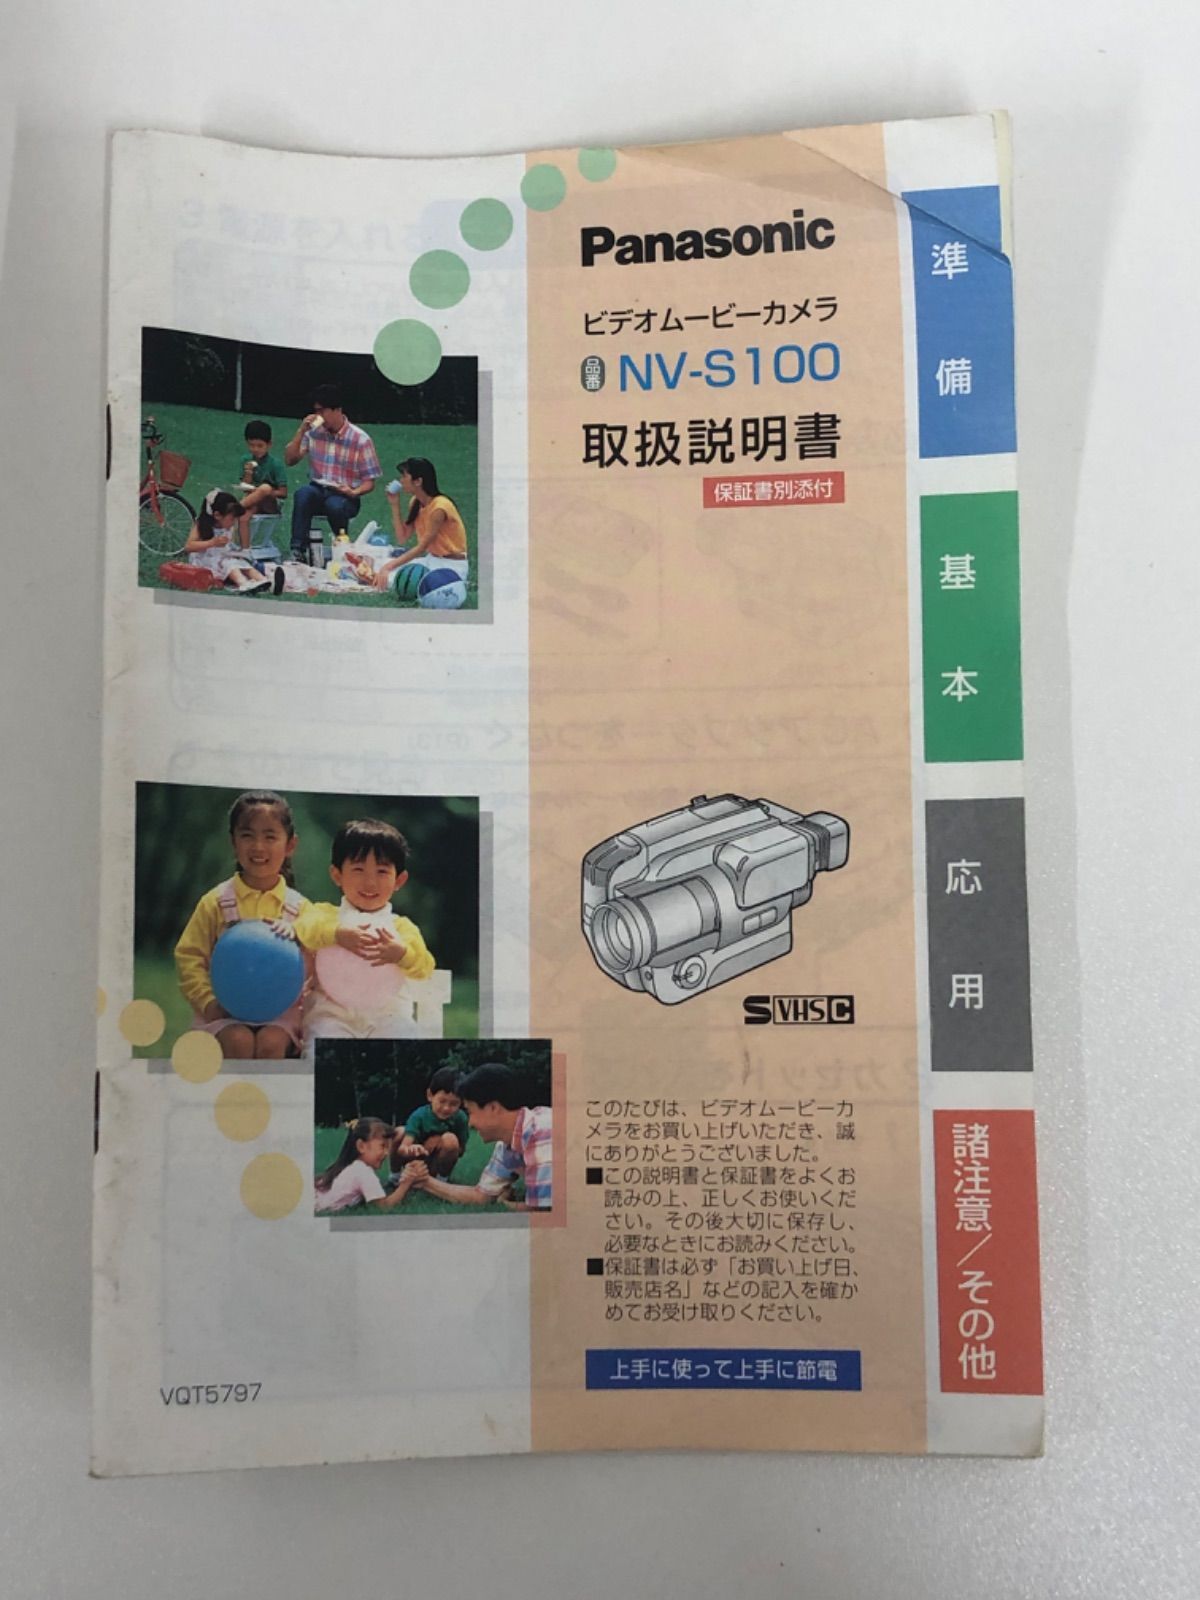 Panasonic
ビデオムービーカメラ
品番 NV-S100
取扱説明書
保証書別添付
準備
基本
応用
諸注意/その他
S VHS C
このたびは、ビデオムービーカ
メラをお買い上げいただき、誠
にありがとうございました。
■この説明書と保証書をよくお
読みの上、正しくお使いくだ
さい。その後大切に保存し、
必要なときにお読みください。
■保証書は必ず「お買い上げ日、
販売店名」などの記入を確か
めてお受け取りください。
上手に使って上手に節電
VQT5797